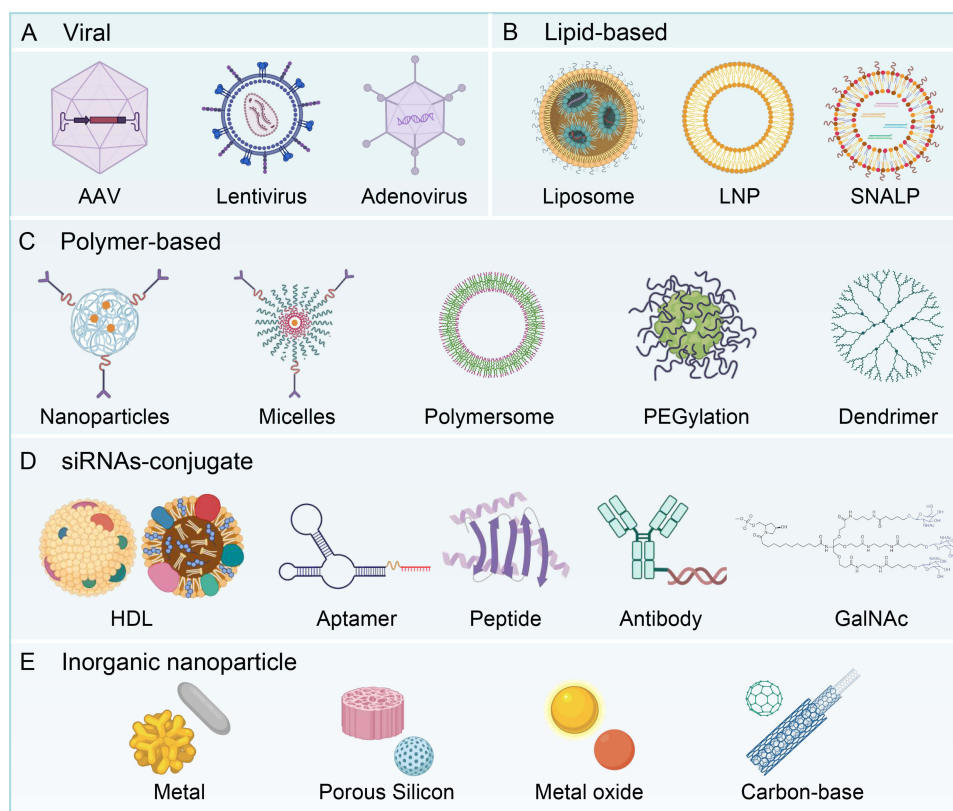 A Viral
B Lipid-based
AAV
Lentivirus
Adenovirus
Liposome
LNP
SNALP
C Polymer-based
Nanoparticles
Micelles
Polymersome
PEGylation
Dendrimer
D siRNAs-conjugate
HDL
Aptamer
Peptide
Antibody
GalNAc
E Inorganic nanoparticle
Metal
Porous Silicon
Metal oxide
Carbon-base